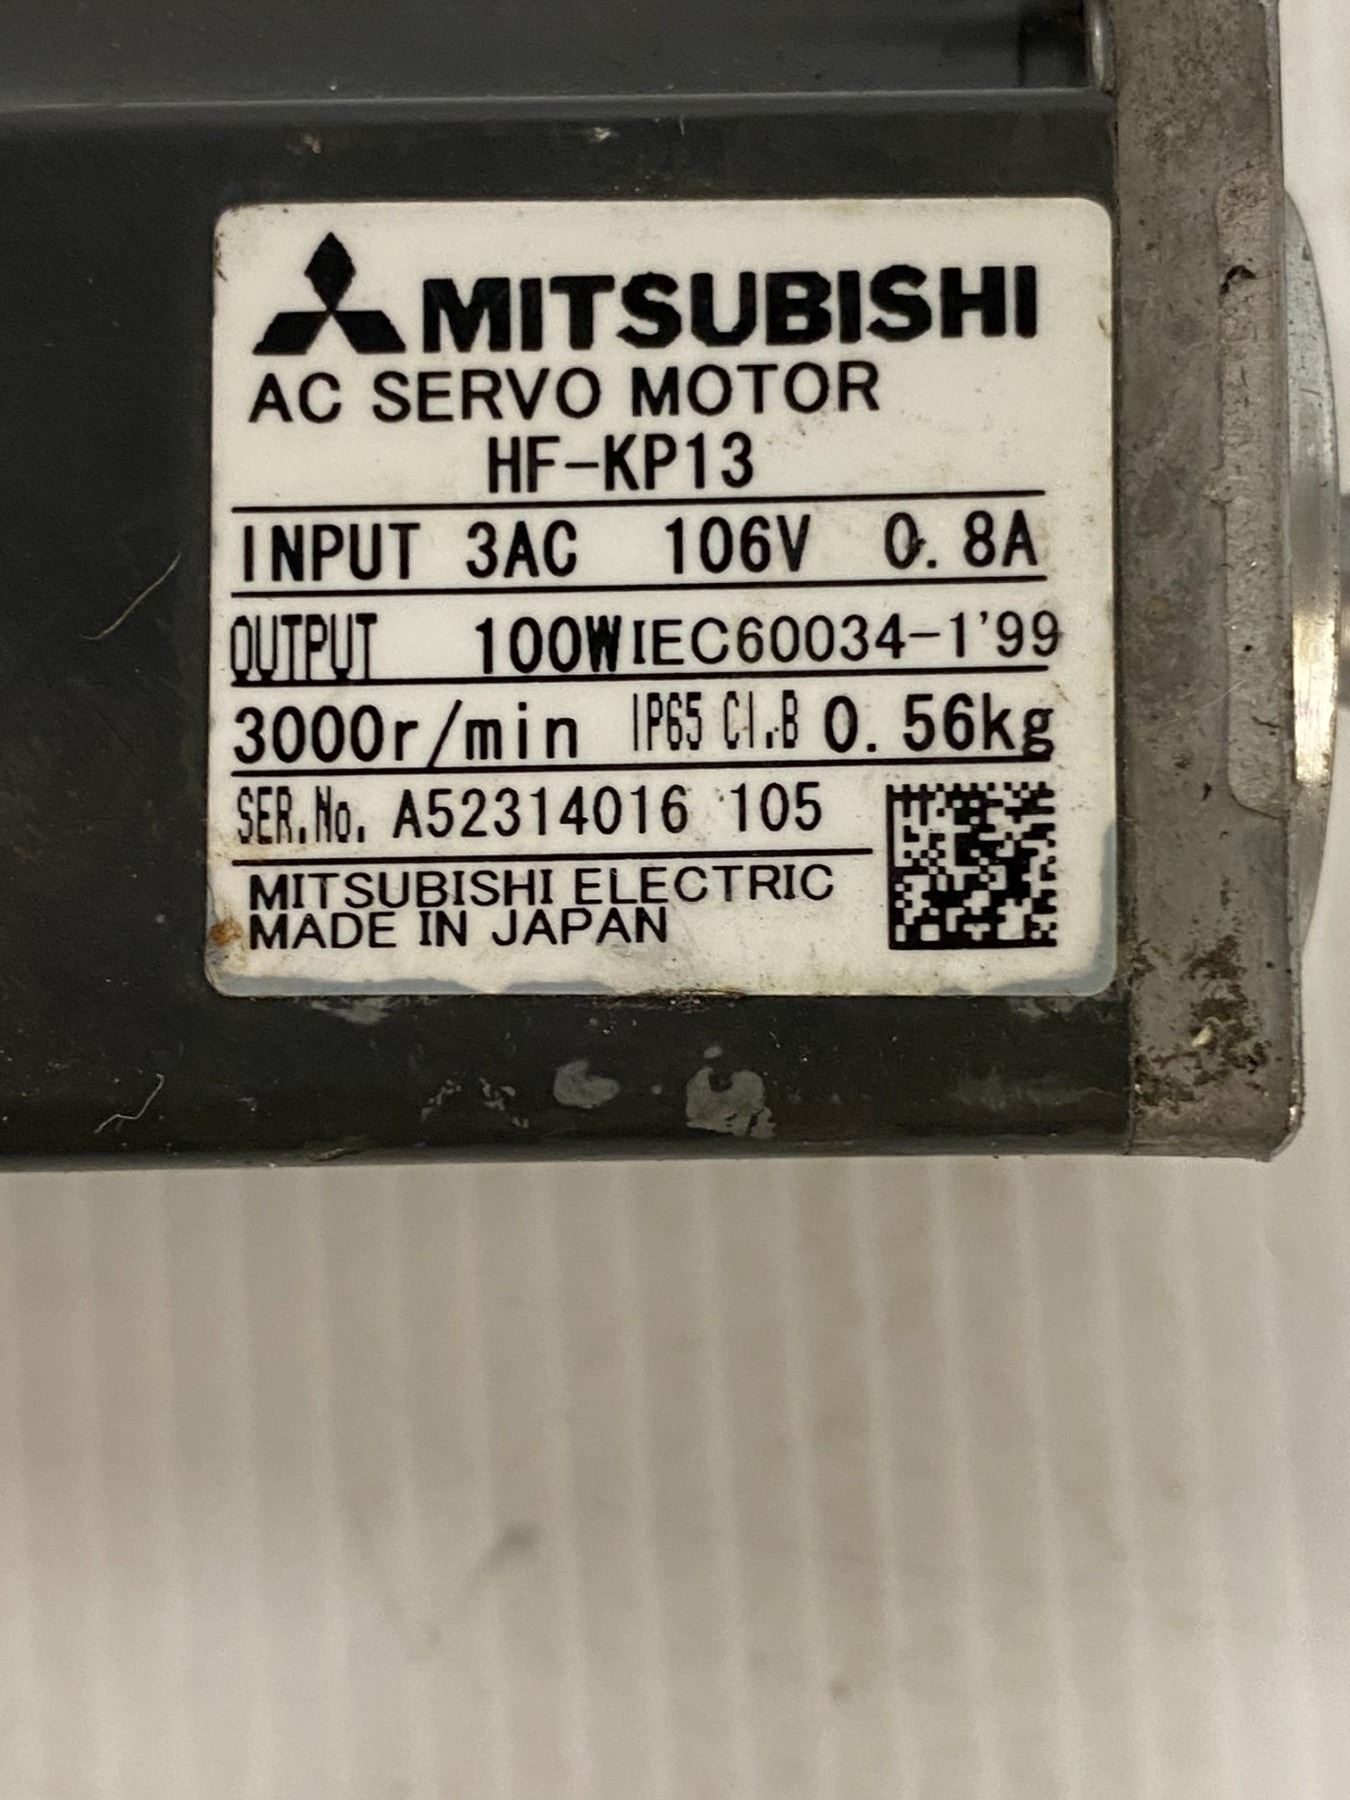 MITSUBISHI
AC SERVO MOTOR
HF-KP13
INPUT 3AC 106V 0.8A
OUTPUT 100W IEC60034-1'99
3000r/min IP65 CI.B 0.56kg
SER.No. A52314016 105
MITSUBISHI ELECTRIC
MADE IN JAPAN